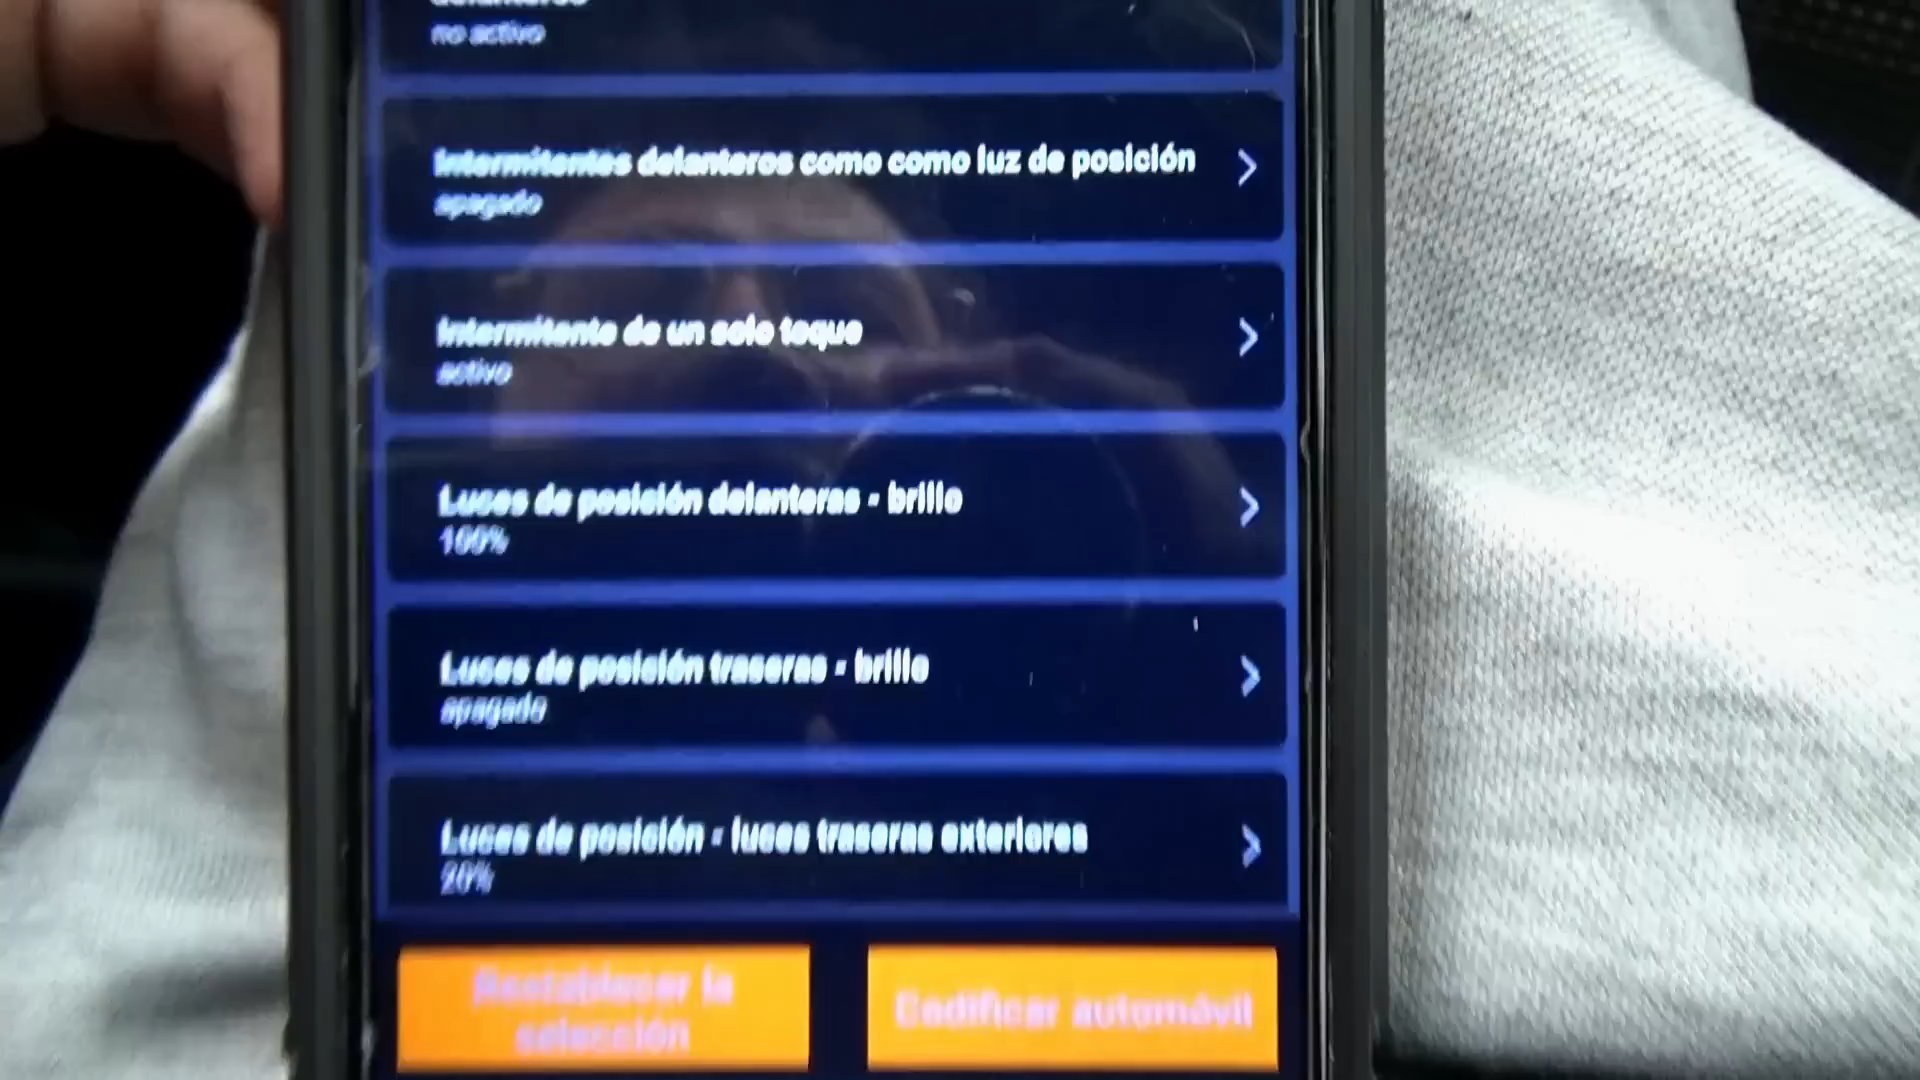 delanteros
no activo
Intermitentes delanteros como como luz de posición
apagado
Intermitente de un solo toque
activo
Luces de posición delanteras - brillo
100%
Luces de posición traseras - brillo
apagado
Luces de posición - luces traseras exteriores
20%
Restablecer la
selección
Codificar automóvil